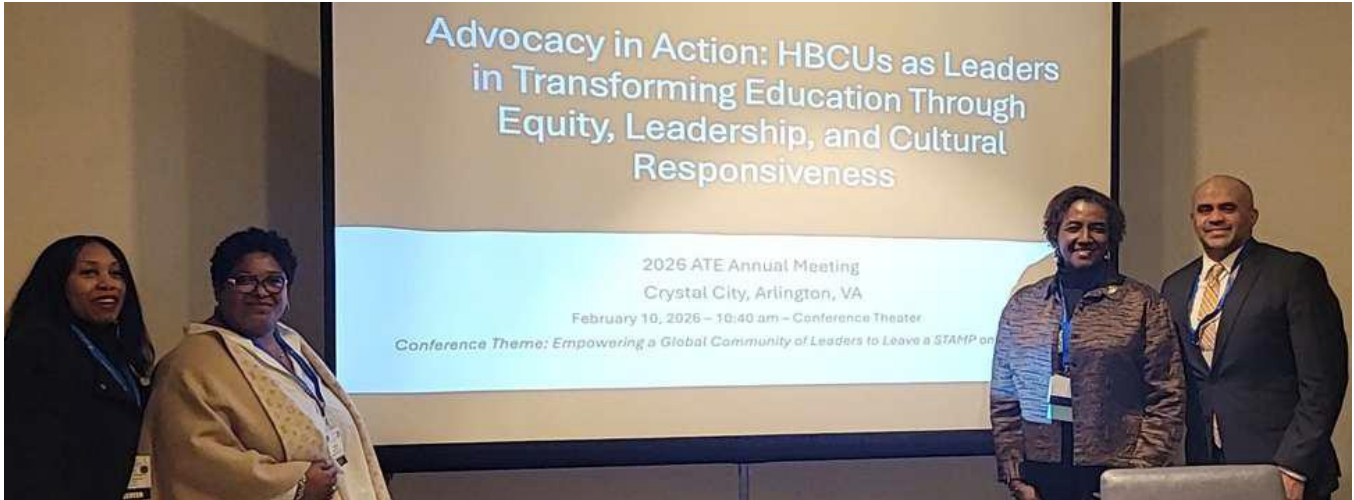 Advocacy in Action: HBCUs as Leaders
in Transforming Education Through
Equity, Leadership, and Cultural
Responsiveness
2026 ATE Annual Meeting
Crystal City, Arlington, VA
February 10, 2026 – 10:40 am – Conference Theater
Conference Theme: Empowering a Global Community of Leaders to Leave a STAMP on